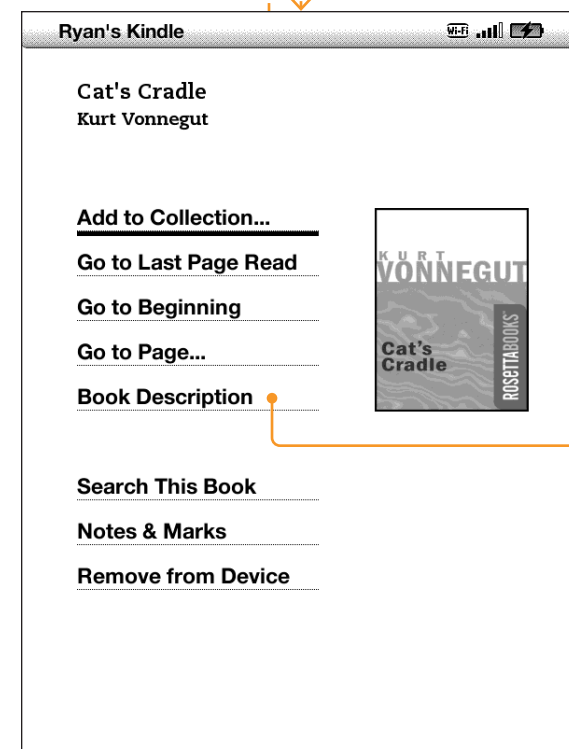 Ryan's Kindle
Wi-Fi
Cat's Cradle
Kurt Vonnegut
Add to Collection...
Go to Last Page Read
Go to Beginning
Go to Page...
Book Description
KURT
VONNEGUT
Cat's
Cradle
ROSETTABOOKS
Search This Book
Notes & Marks
Remove from Device